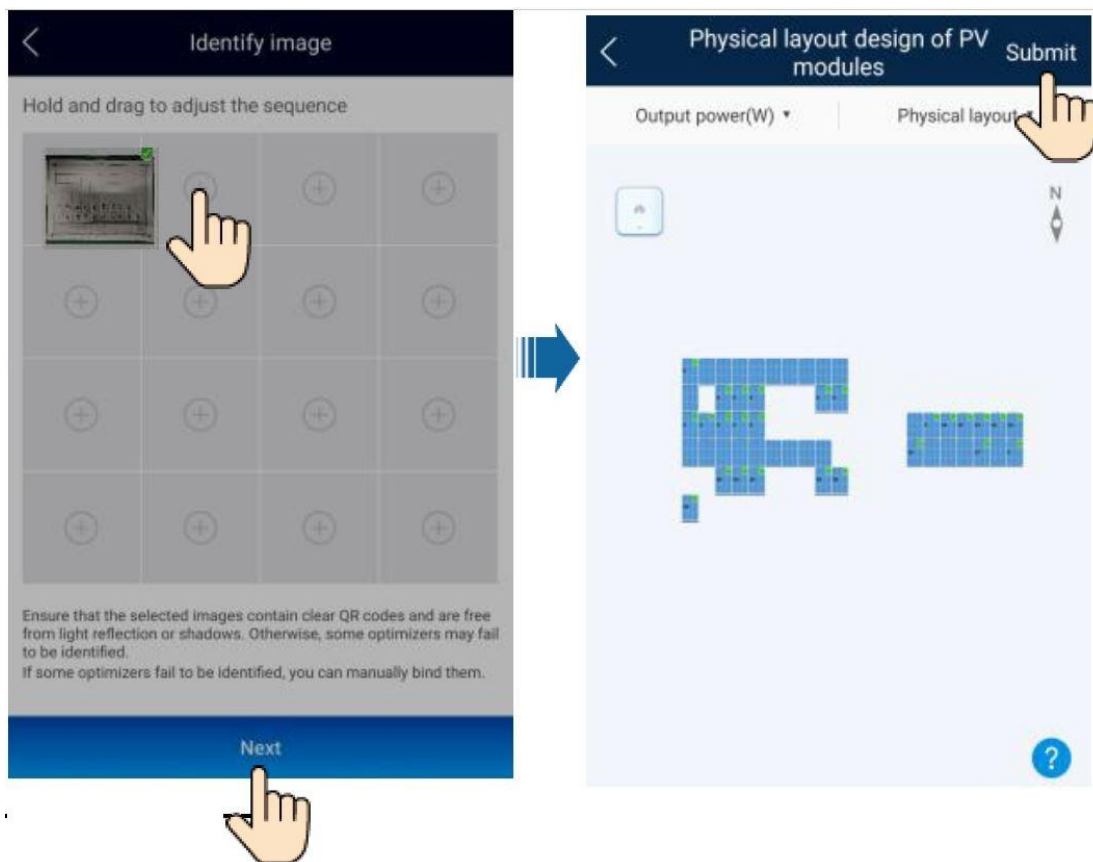 Identify image
Hold and drag to adjust the sequence
Ensure that the selected images contain clear QR codes and are free
from light reflection or shadows. Otherwise, some optimizers may fail
to be identified.
If some optimizers fail to be identified, you can manually bind them.
Next
Physical layout design of PV
modules
Submit
Output power(W)
Physical layout
N
?